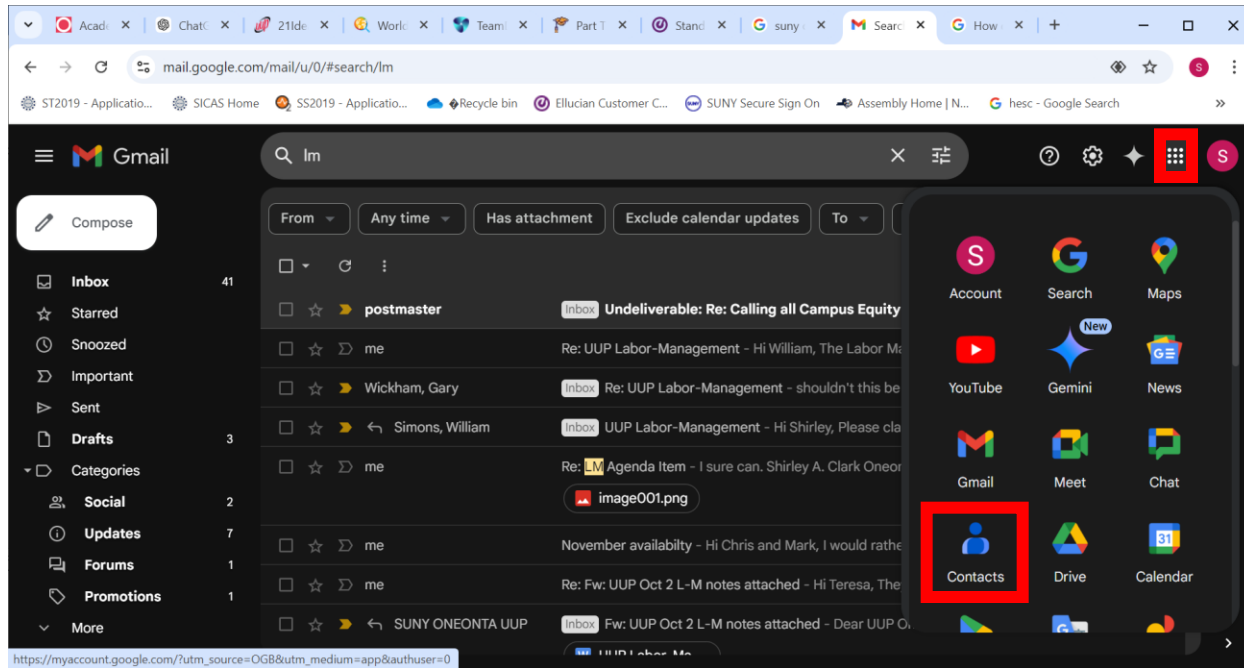 Acade ChatG 21Ide World Team Part T Stand suny Searc How
mail.google.com/mail/u/0/#search/lm
ST2019 - Applicatio... SICAS Home SS2019 - Applicatio... �Recycle bin Ellucian Customer C... SUNY Secure Sign On Assembly Home | N... hesc - Google Search
Gmail
lm
S
Compose
From Any time Has attachment Exclude calendar updates To
Inbox 41
Starred
Snoozed
Important
Sent
Drafts 3
Categories
Social 2
Updates 7
Forums 1
Promotions 1
More
postmaster Inbox Undeliverable: Re: Calling all Campus Equity
me Re: UUP Labor-Management - Hi William, The Labor Ma
Wickham, Gary Inbox Re: UUP Labor-Management - shouldn't this be
Simons, William Inbox UUP Labor-Management - Hi Shirley, Please cla
me Re: LM Agenda Item - I sure can. Shirley A. Clark Oneon
image001.png
me November availabilty - Hi Chris and Mark, I would rathe
me Re: Fw: UUP Oct 2 L-M notes attached - Hi Teresa, The
SUNY ONEONTA UUP Inbox Fw: UUP Oct 2 L-M notes attached - Dear UUP O
Account Search Maps
New
YouTube Gemini News
Gmail Meet Chat
31
Contacts Drive Calendar
https://myaccount.google.com/?utm_source=OGB&utm_medium=app&authuser=0